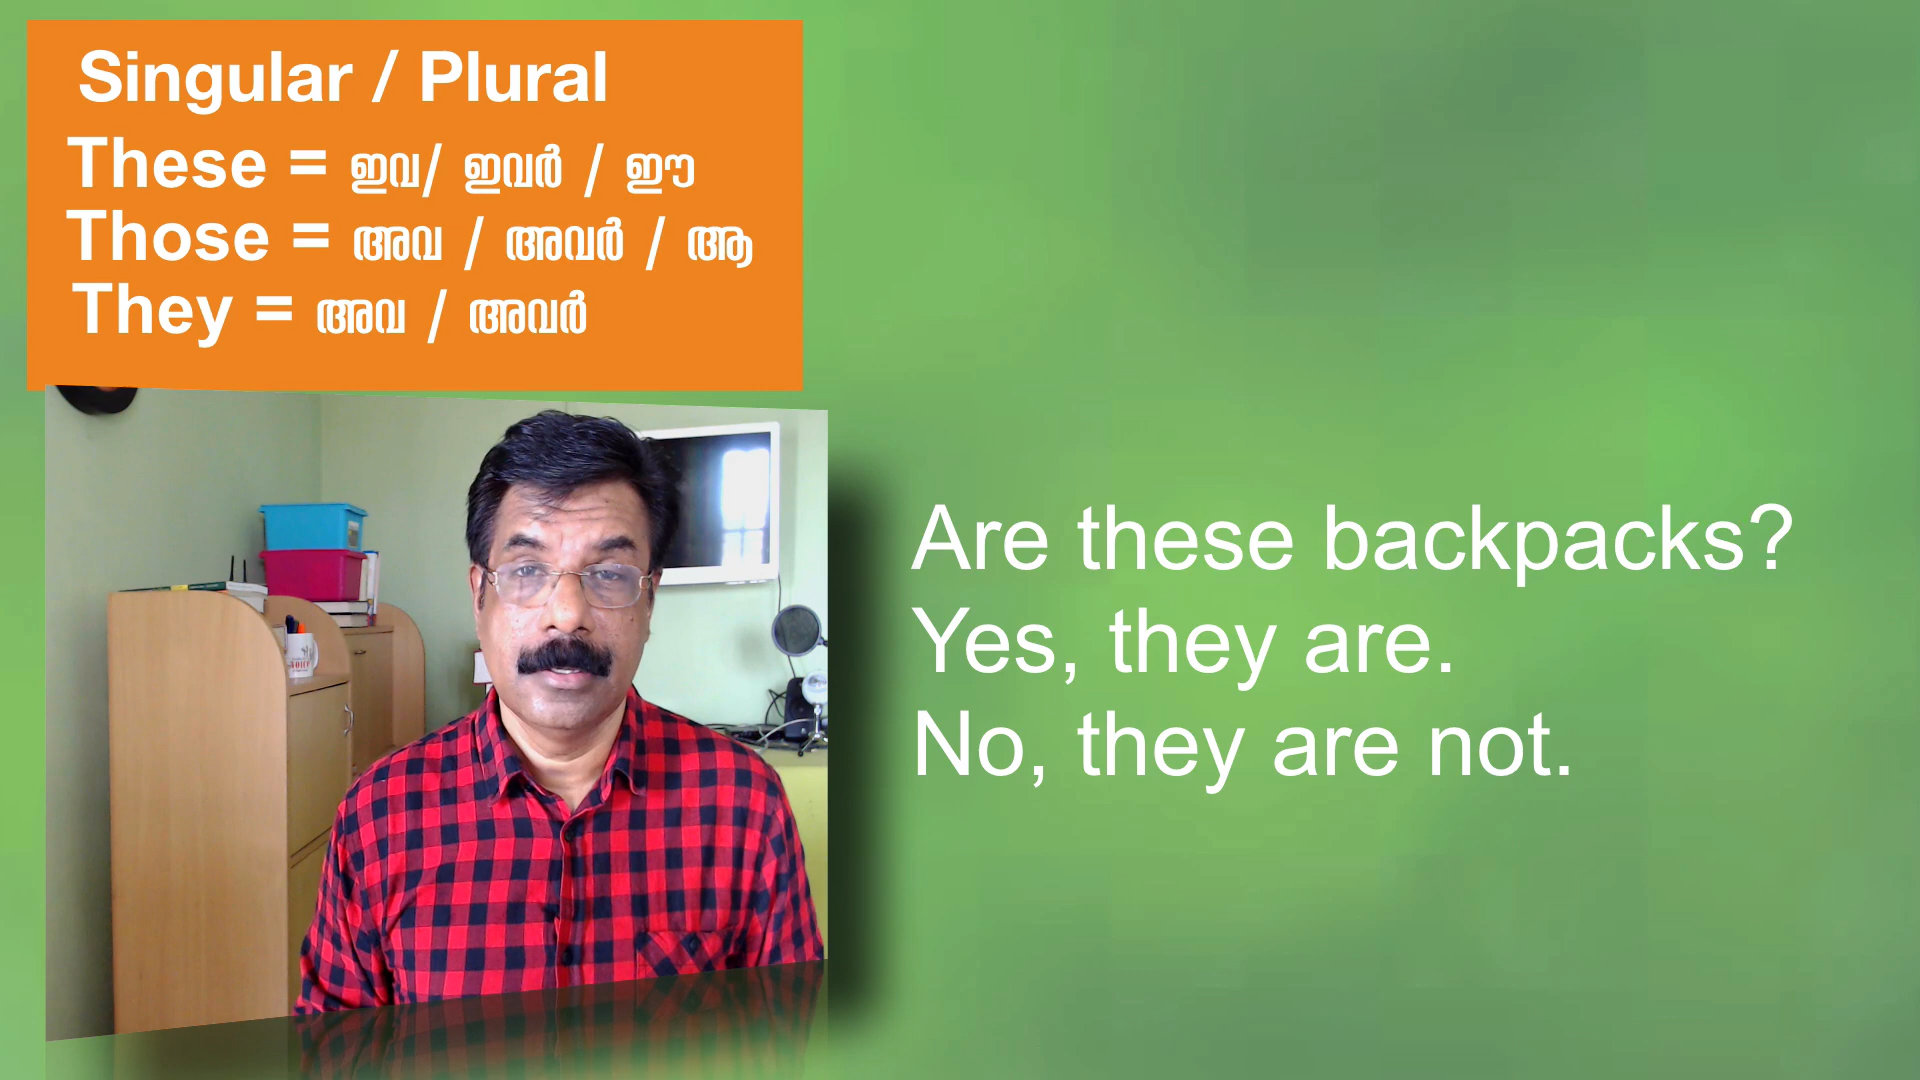 Singular / Plural
These = ഇവ/ ഇവർ / ഈ
Those = അവ / അവർ / ആ
They = അവ / അവർ
Are these backpacks?
Yes, they are.
No, they are not.